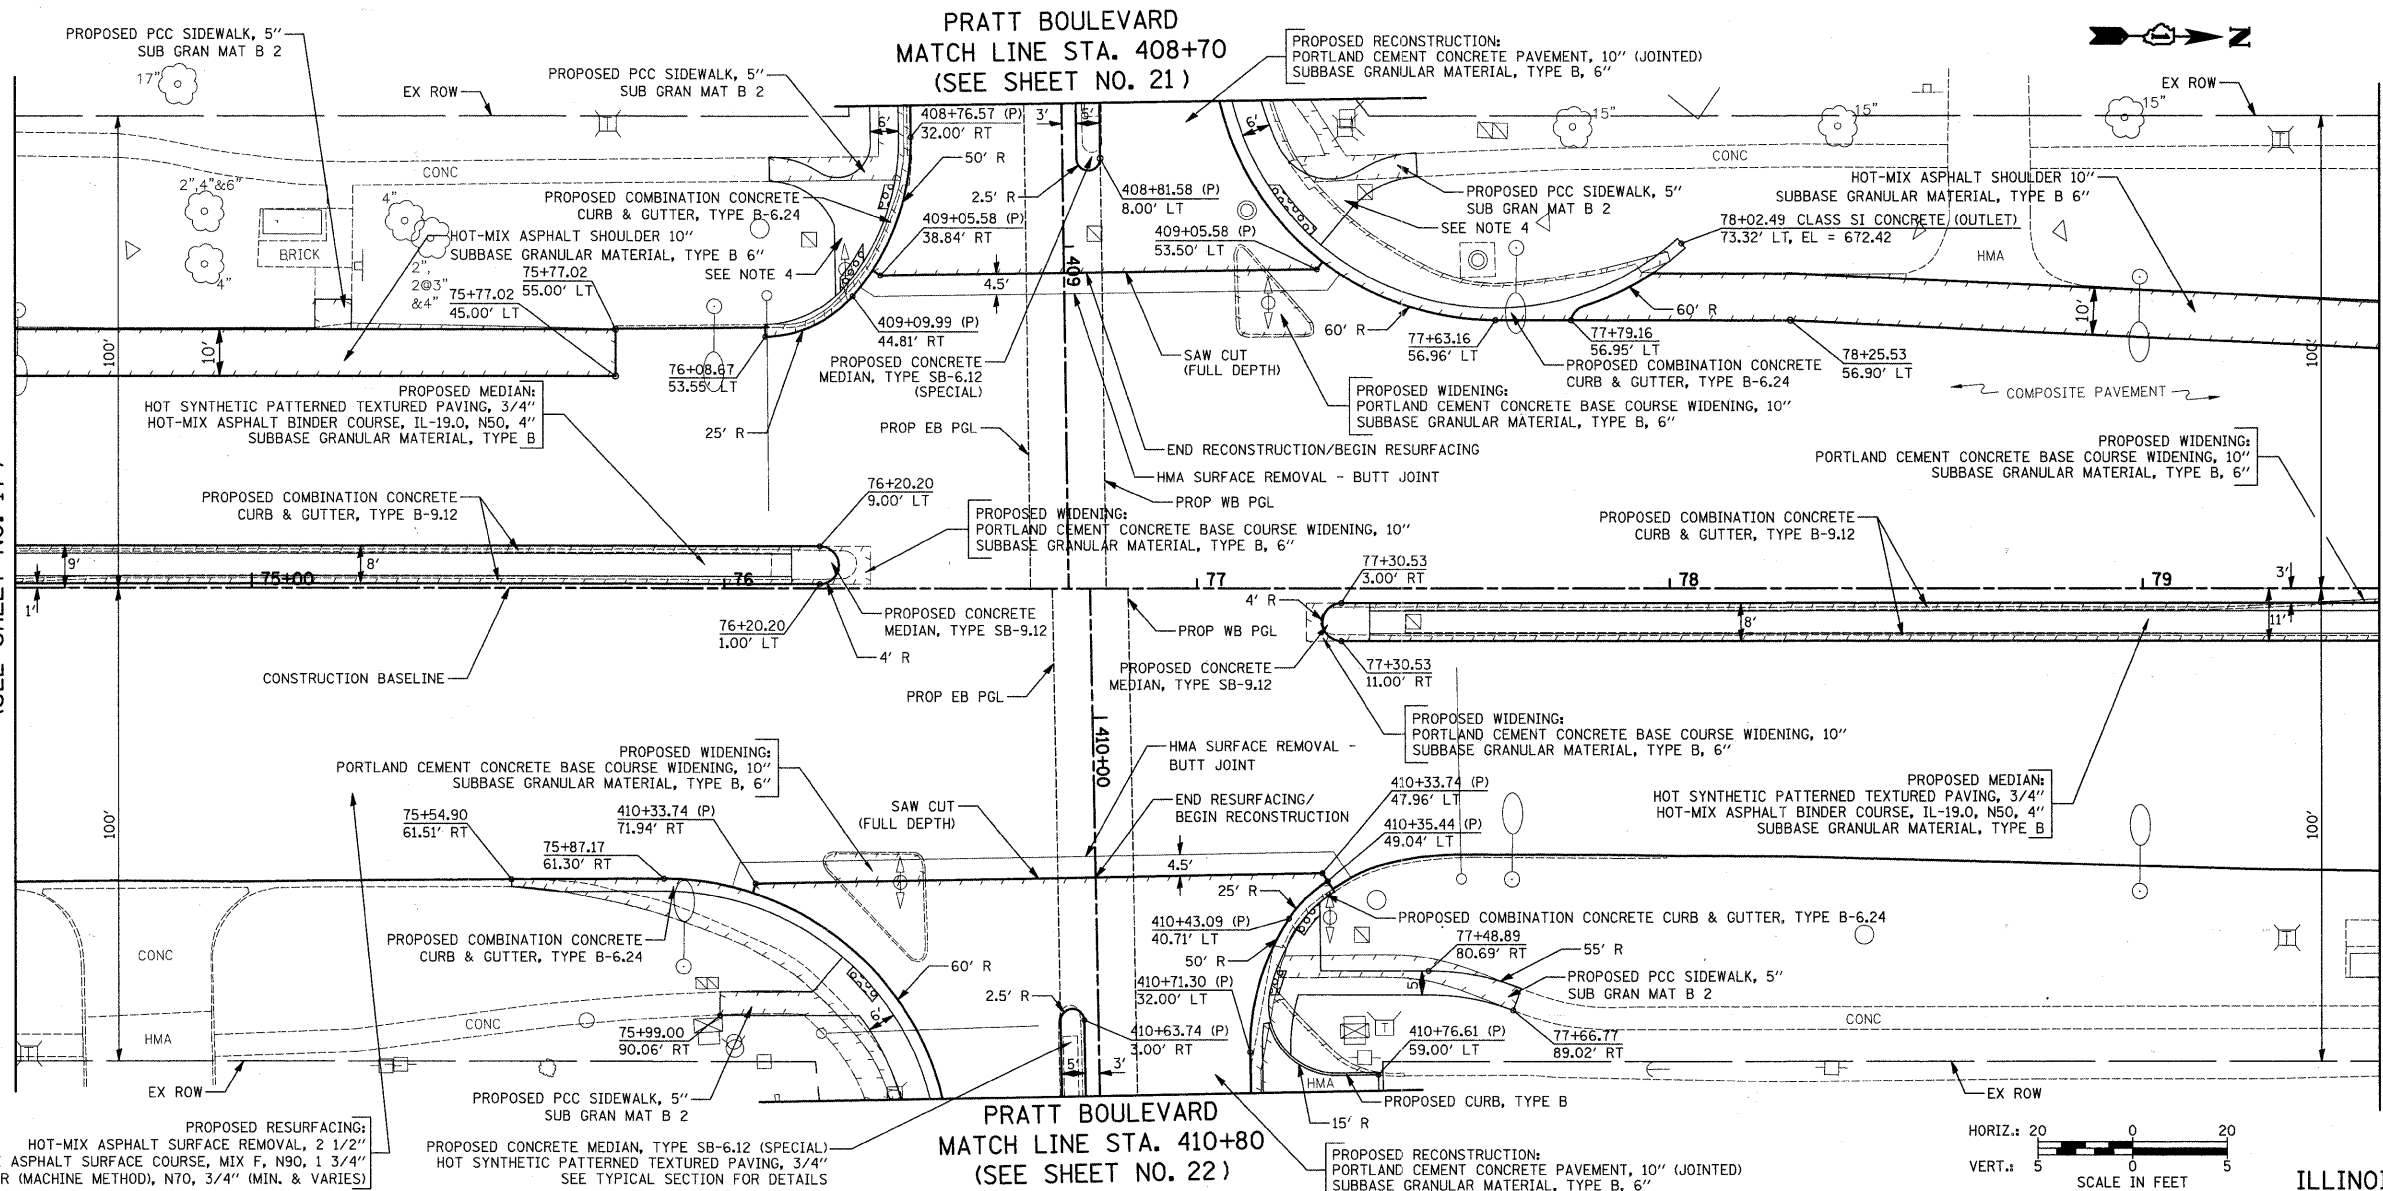 PRATT BOULEVARD
MATCH LINE STA. 408+70
(SEE SHEET NO. 21)
PROPOSED PCC SIDEWALK, 5"
SUB GRAN MAT B 2
17"
EX ROW
PROPOSED PCC SIDEWALK, 5"
SUB GRAN MAT B 2
6'
408+76.57 (P)
32.00' RT
3'
6'
PROPOSED RECONSTRUCTION:
PORTLAND CEMENT CONCRETE PAVEMENT, 10" (JOINTED)
SUBBASE GRANULAR MATERIAL, TYPE B, 6"
N
EX ROW
15"
15"
15"
6'
CONC
50' R
CONC
2",4"&6"
4"
PROPOSED COMBINATION CONCRETE
CURB & GUTTER, TYPE B-6.24
2.5' R
408+81.58 (P)
8.00' LT
PROPOSED PCC SIDEWALK, 5"
SUB GRAN MAT B 2
HOT-MIX ASPHALT SHOULDER 10"
SUBBASE GRANULAR MATERIAL, TYPE B 6"
409+05.58 (P)
38.84' RT
409+05.58 (P)
53.50' LT
SEE NOTE 4
78+02.49 CLASS SI CONCRETE (OUTLET)
73.32' LT, EL = 672.42
BRICK
HOT-MIX ASPHALT SHOULDER 10"
SUBBASE GRANULAR MATERIAL, TYPE B 6"
4"
2",
2@3"
&4"
75+77.02
55.00' LT
SEE NOTE 4
409
HMA
75+77.02
45.00' LT
4.5'
60' R
10'
100'
10'
409+09.99 (P)
44.81' RT
60' R
77+63.16
56.96' LT
77+79.16
56.95' LT
78+25.53
56.90' LT
100'
76+08.67
53.55' LT
PROPOSED CONCRETE
MEDIAN, TYPE SB-6.12
(SPECIAL)
SAW CUT
(FULL DEPTH)
PROPOSED COMBINATION CONCRETE
CURB & GUTTER, TYPE B-6.24
COMPOSITE PAVEMENT
PROPOSED MEDIAN:
HOT SYNTHETIC PATTERNED TEXTURED PAVING, 3/4"
HOT-MIX ASPHALT BINDER COURSE, IL-19.0, N50, 4"
SUBBASE GRANULAR MATERIAL, TYPE B
25' R
PROP EB PGL
PROPOSED WIDENING:
PORTLAND CEMENT CONCRETE BASE COURSE WIDENING, 10"
SUBBASE GRANULAR MATERIAL, TYPE B, 6"
END RECONSTRUCTION/BEGIN RESURFACING
HMA SURFACE REMOVAL - BUTT JOINT
PROPOSED WIDENING:
PORTLAND CEMENT CONCRETE BASE COURSE WIDENING, 10"
SUBBASE GRANULAR MATERIAL, TYPE B, 6"
PROPOSED COMBINATION CONCRETE
CURB & GUTTER, TYPE B-9.12
76+20.20
9.00' LT
PROP WB PGL
PROPOSED WIDENING:
PORTLAND CEMENT CONCRETE BASE COURSE WIDENING, 10"
SUBBASE GRANULAR MATERIAL, TYPE B, 6"
PROPOSED COMBINATION CONCRETE
CURB & GUTTER, TYPE B-9.12
9'
8'
75+00
76
77
78
79
77+30.53
3.00' RT
3'
1'
4' R
8'
11'
76+20.20
1.00' LT
PROPOSED CONCRETE
MEDIAN, TYPE SB-9.12
4' R
PROP WB PGL
CONSTRUCTION BASELINE
PROP EB PGL
PROPOSED CONCRETE
MEDIAN, TYPE SB-9.12
77+30.53
11.00' RT
PROPOSED WIDENING:
PORTLAND CEMENT CONCRETE BASE COURSE WIDENING, 10"
SUBBASE GRANULAR MATERIAL, TYPE B, 6"
410+00
PROPOSED WIDENING:
PORTLAND CEMENT CONCRETE BASE COURSE WIDENING, 10"
SUBBASE GRANULAR MATERIAL, TYPE B, 6"
HMA SURFACE REMOVAL -
BUTT JOINT
PROPOSED MEDIAN:
HOT SYNTHETIC PATTERNED TEXTURED PAVING, 3/4"
HOT-MIX ASPHALT BINDER COURSE, IL-19.0, N50, 4"
SUBBASE GRANULAR MATERIAL, TYPE B
100'
100'
75+54.90
61.51' RT
410+33.74 (P)
71.94' RT
SAW CUT
(FULL DEPTH)
END RESURFACING/
BEGIN RECONSTRUCTION
410+33.74 (P)
47.96' LT
410+35.44 (P)
49.04' LT
75+87.17
61.30' RT
4.5'
25' R
CONC
PROPOSED COMBINATION CONCRETE
CURB & GUTTER, TYPE B-6.24
410+43.09 (P)
40.71' LT
PROPOSED COMBINATION CONCRETE CURB & GUTTER, TYPE B-6.24
77+48.89
80.69' RT
55' R
50' R
60' R
2.5' R
410+71.30 (P)
32.00' LT
5'
PROPOSED PCC SIDEWALK, 5"
SUB GRAN MAT B 2
HMA
CONC
75+99.00
90.06' RT
6'
410+63.74 (P)
3.00' RT
410+76.61 (P)
59.00' LT
77+66.77
89.02' RT
CONC
5'
3'
EX ROW
PROPOSED PCC SIDEWALK, 5"
SUB GRAN MAT B 2
HMA
PROPOSED CURB, TYPE B
EX ROW
15' R
PROPOSED RESURFACING:
HOT-MIX ASPHALT SURFACE REMOVAL, 2 1/2"
ASPHALT SURFACE COURSE, MIX F, N90, 1 3/4"
(MACHINE METHOD), N70, 3/4" (MIN. & VARIES)
PROPOSED CONCRETE MEDIAN, TYPE SB-6.12 (SPECIAL)
HOT SYNTHETIC PATTERNED TEXTURED PAVING, 3/4"
SEE TYPICAL SECTION FOR DETAILS
PRATT BOULEVARD
MATCH LINE STA. 410+80
(SEE SHEET NO. 22)
PROPOSED RECONSTRUCTION:
PORTLAND CEMENT CONCRETE PAVEMENT, 10" (JOINTED)
SUBBASE GRANULAR MATERIAL, TYPE B, 6"
HORIZ.: 20 0 20
VERT.: 5 0 5
SCALE IN FEET